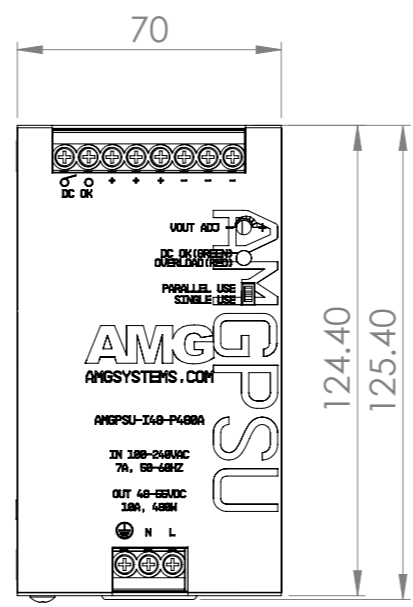 70
+ + + - - -
DC OK
VOUT ADJ - +
DC OK(GREEN)
OVERLOAD(RED)
PARALLEL USE
SINGLE USE
AMG
AMGSYSTEMS.COM
AMGPSU
AMGPSU-I48-P480A
IN 100-240VAC
7A, 50-60HZ
OUT 48-55VDC
10A, 480W
N L
124.40
125.40